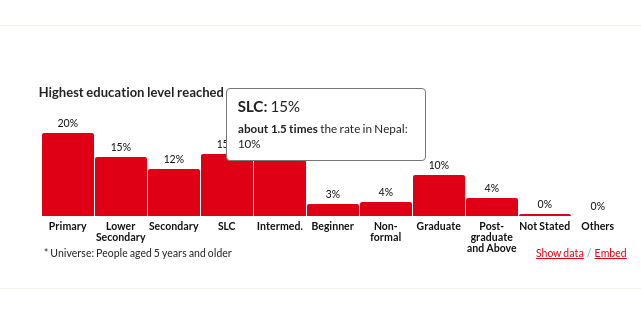 Highest education level reached
SLC: 15%
about 1.5 times the rate in Nepal:
10%
20%
15%
12%
15
3%
4%
10%
4%
0%
0%
Primary
Lower
Secondary
Secondary
SLC
Intermed.
Beginner
Non-
formal
Graduate
Post-
graduate
and Above
Not Stated
Others
* Universe: People aged 5 years and older
Show data / Embed